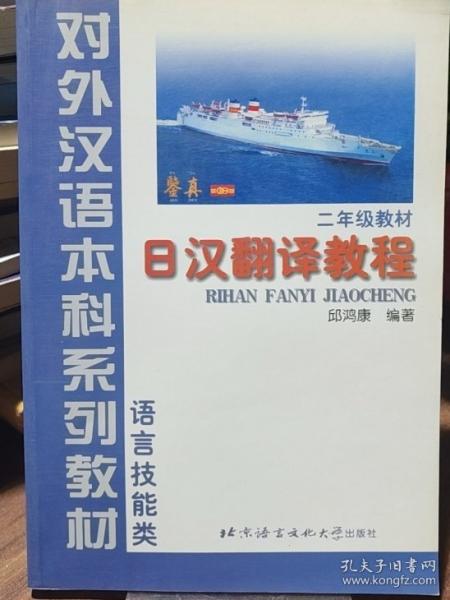 对外汉语本科系列教材
语言技能类
鉴真
二年级教材
日汉翻译教程
RIHAN FANYI JIAOCHENG
邱鸿康 编著
北京语言文化大学出版社
孔夫子旧书网
www.kongfz.com